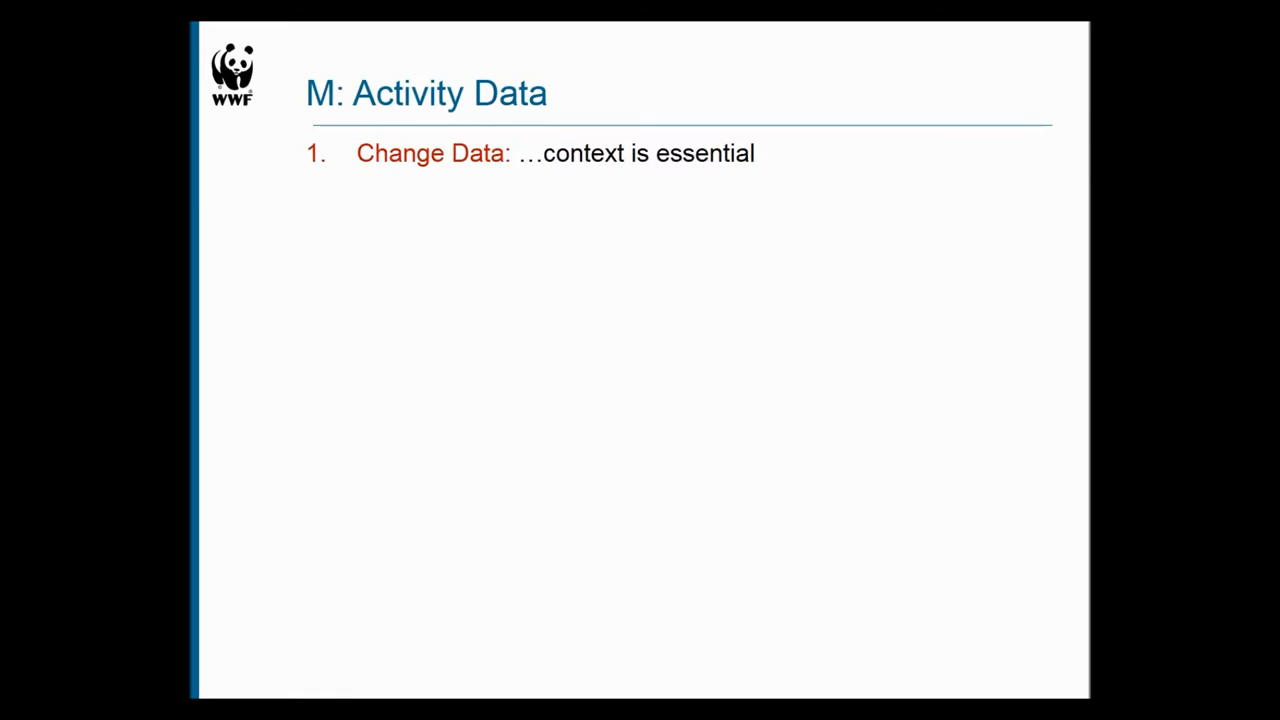 WWF
M: Activity Data
1. Change Data: …context is essential